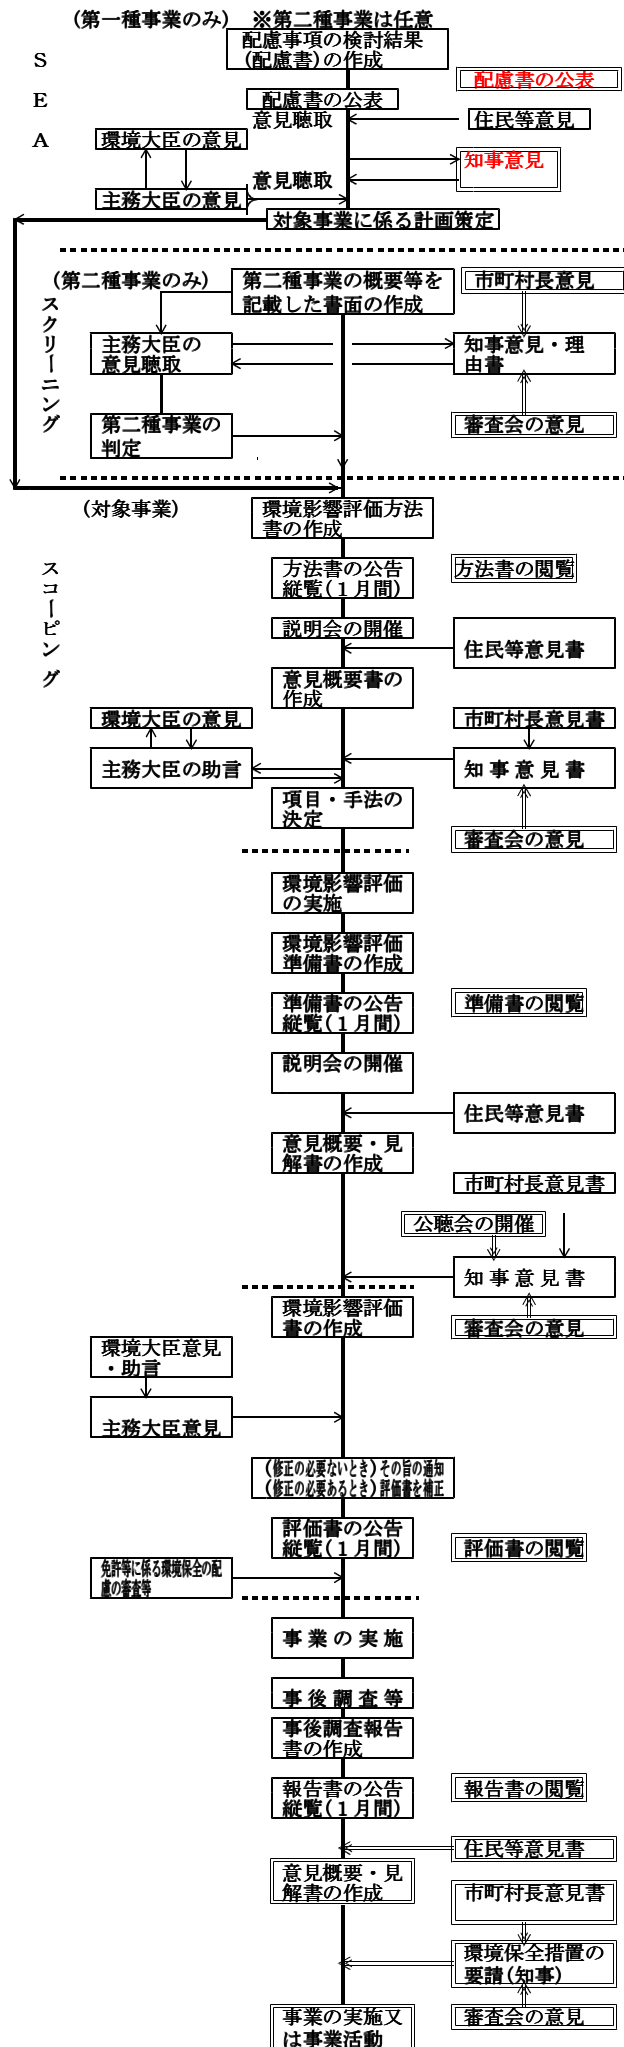 (第一種事業のみ)　※第二種事業は任意
配慮事項の検討結果
(配慮書)の作成
S
E
A
配慮書の公表
配慮書の公表
意見聴取
住民等意見
環境大臣の意見
知事意見
意見聴取
主務大臣の意見
対象事業に係る計画策定
(第二種事業のみ)
第二種事業の概要等を
記載した書面の作成
市町村長意見
スクリーニング
主務大臣の
意見聴取
知事意見・理
由書
第二種事業の
判定
審査会の意見
(対象事業)
環境影響評価方法
書の作成
スコーピング
方法書の公告
縦覧(１月間)
方法書の閲覧
説明会の開催
住民等意見書
意見概要書の
作成
環境大臣の意見
市町村長意見書
主務大臣の助言
知事意見書
項目・手法の
決定
審査会の意見
環境影響評価
の実施
環境影響評価
準備書の作成
準備書の公告
縦覧(１月間)
準備書の閲覧
説明会の開催
住民等意見書
意見概要・見
解書の作成
市町村長意見書
公聴会の開催
知事意見書
環境影響評価
書の作成
審査会の意見
環境大臣意見
・助言
主務大臣意見
(修正の必要ないとき)その旨の通知
(修正の必要あるとき)評価書を補正
評価書の公告
縦覧(１月間)
評価書の閲覧
免許等に係る環境保全の配
慮の審査等
事業の実施
事後調査等
事後調査報告
書の作成
報告書の公告
縦覧(１月間)
報告書の閲覧
住民等意見書
意見概要・見
解書の作成
市町村長意見書
環境保全措置の
要請(知事)
事業の実施又
は事業活動
審査会の意見